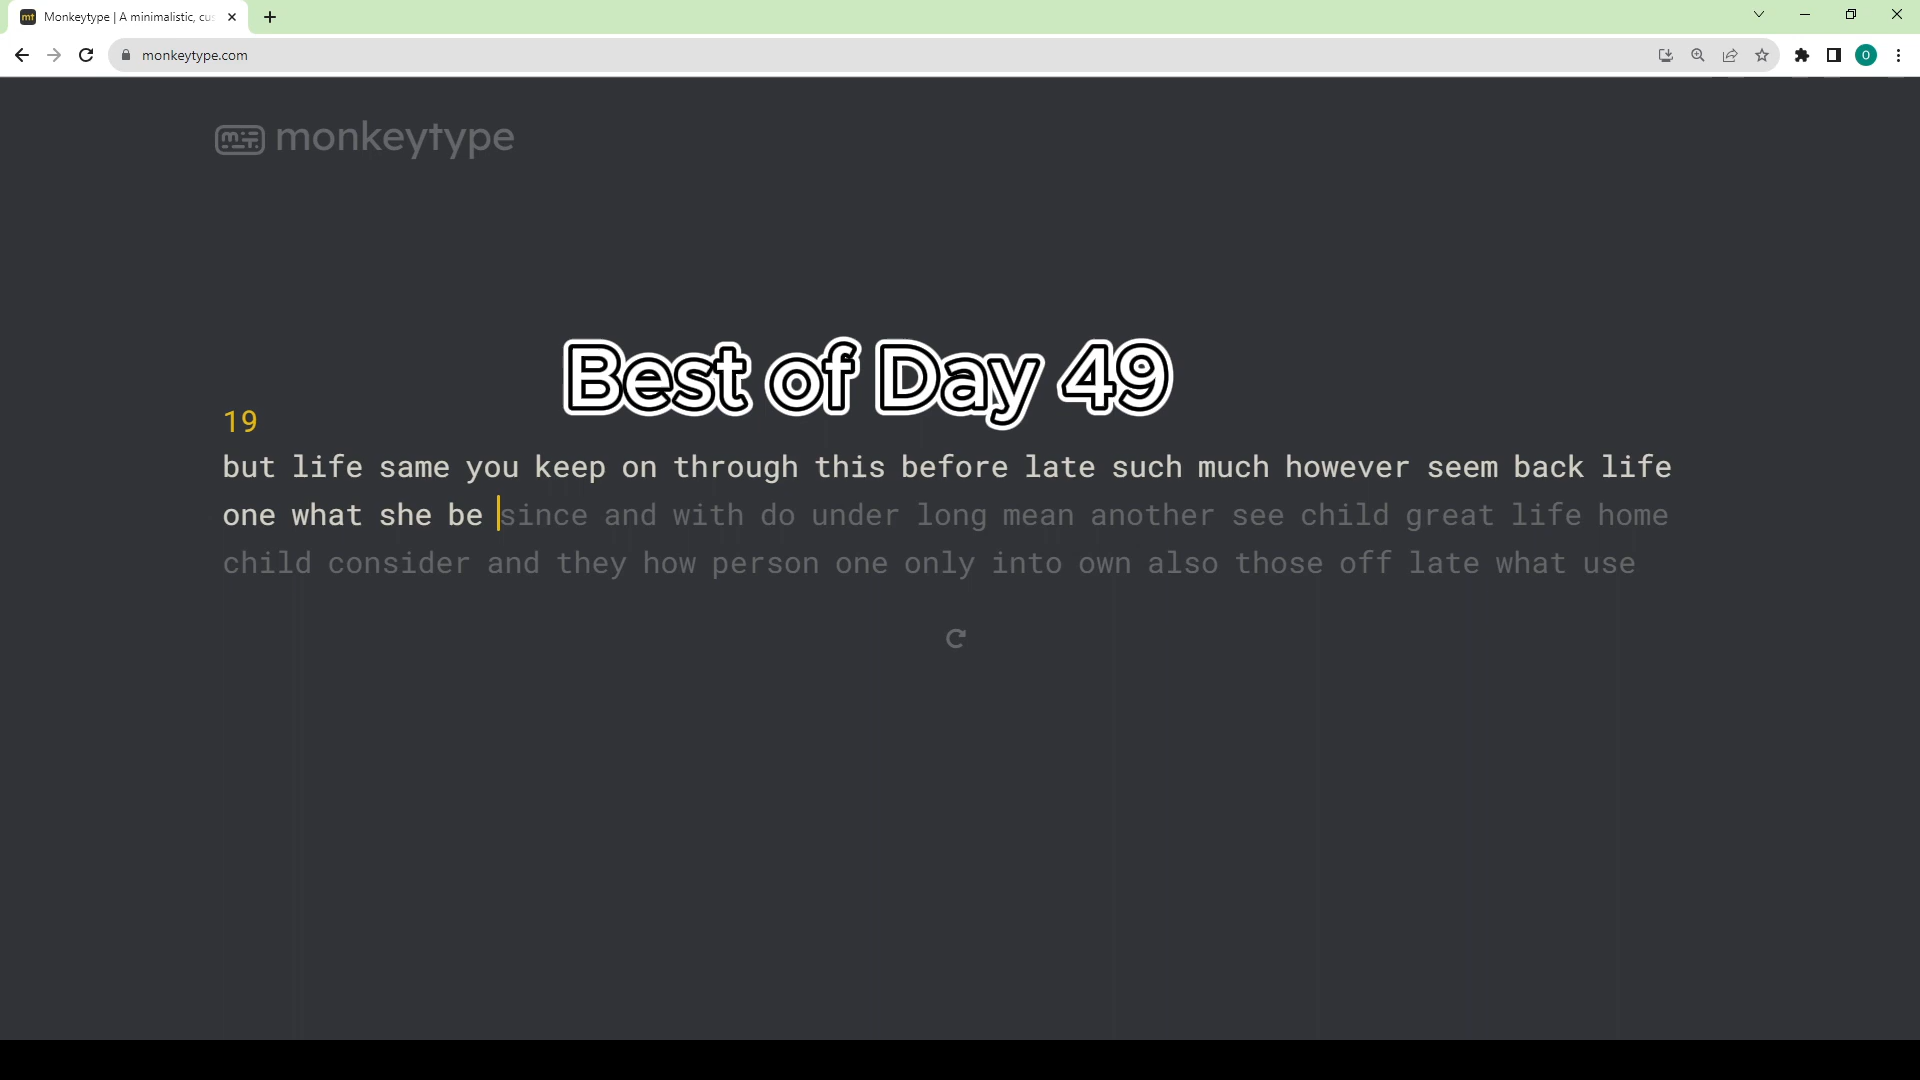 mt Monkeytype | A minimalistic, cus
monkeytype.com
O
monkeytype
Best of Day 49
19
but life same you keep on through this before late such much however seem back life
one what she be since and with do under long mean another see child great life home
child consider and they how person one only into own also those off late what use